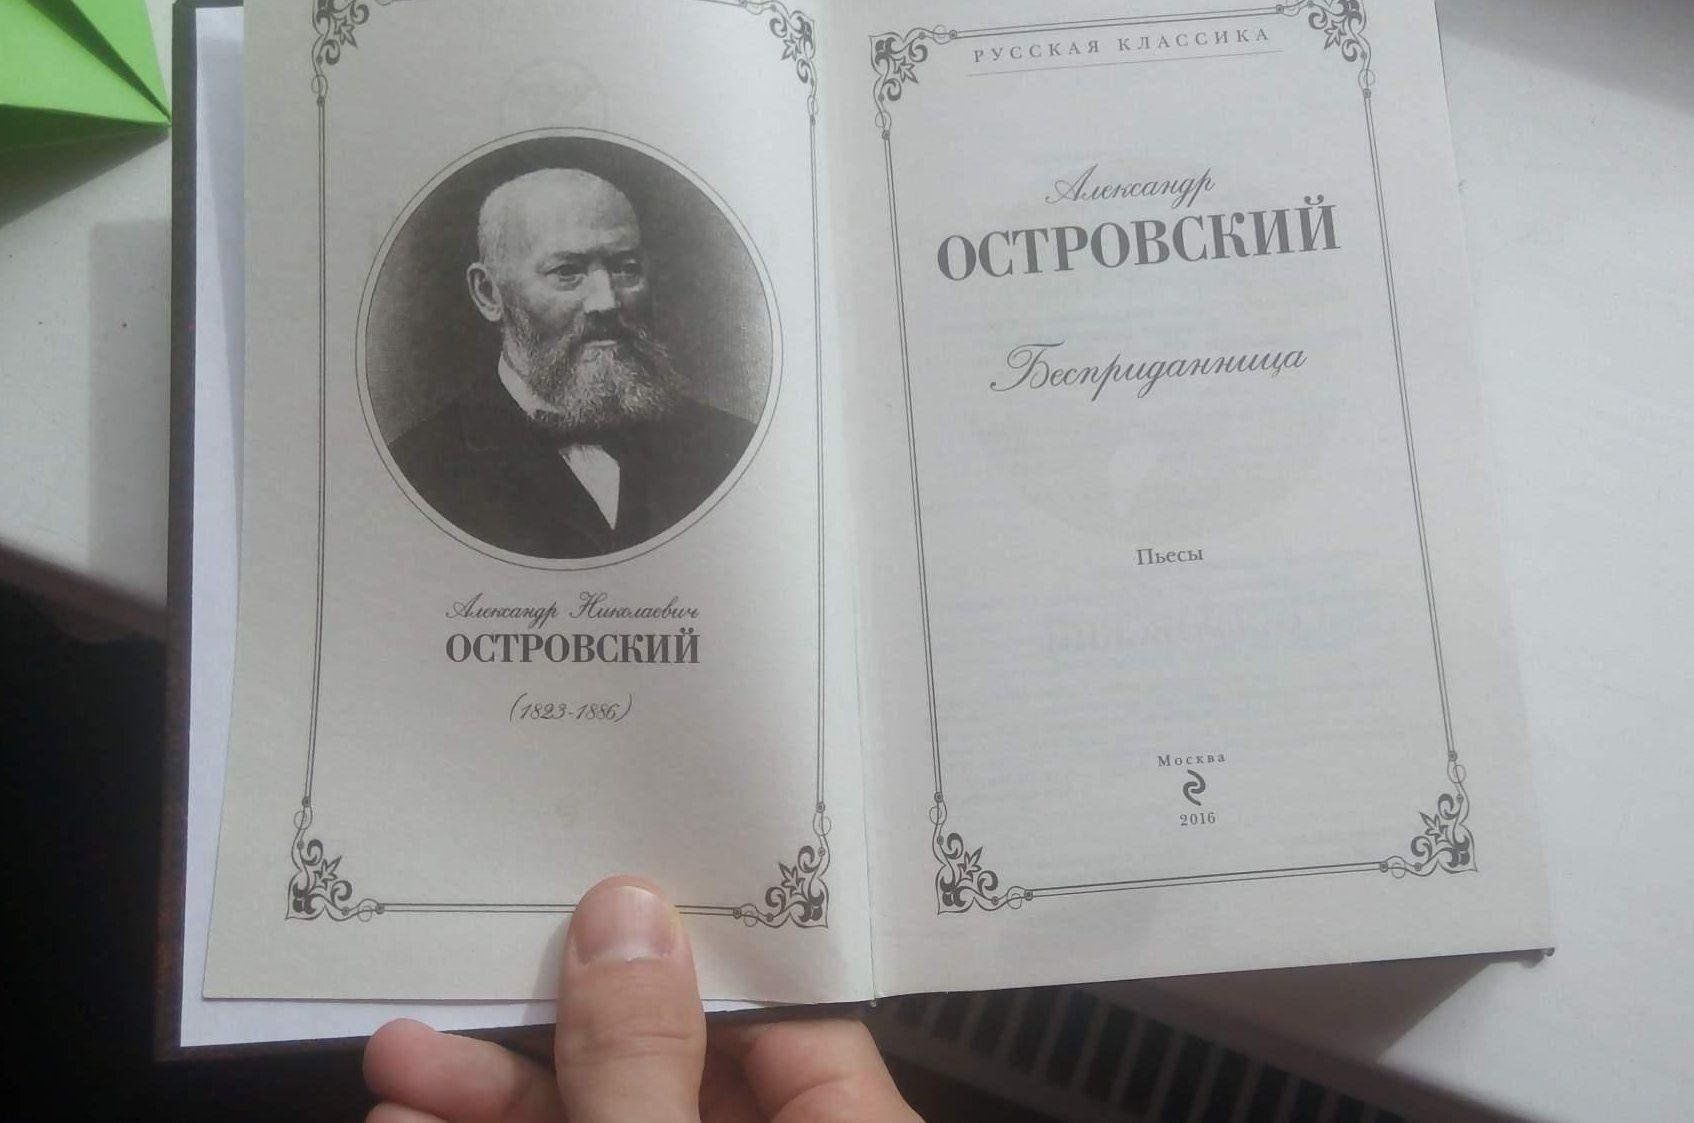 Александр Николаевич
ОСТРОВСКИЙ
(1823-1886)
РУССКАЯ КЛАССИКА
Александр
ОСТРОВСКИЙ
Бесприданница
Пьесы
Москва
2016